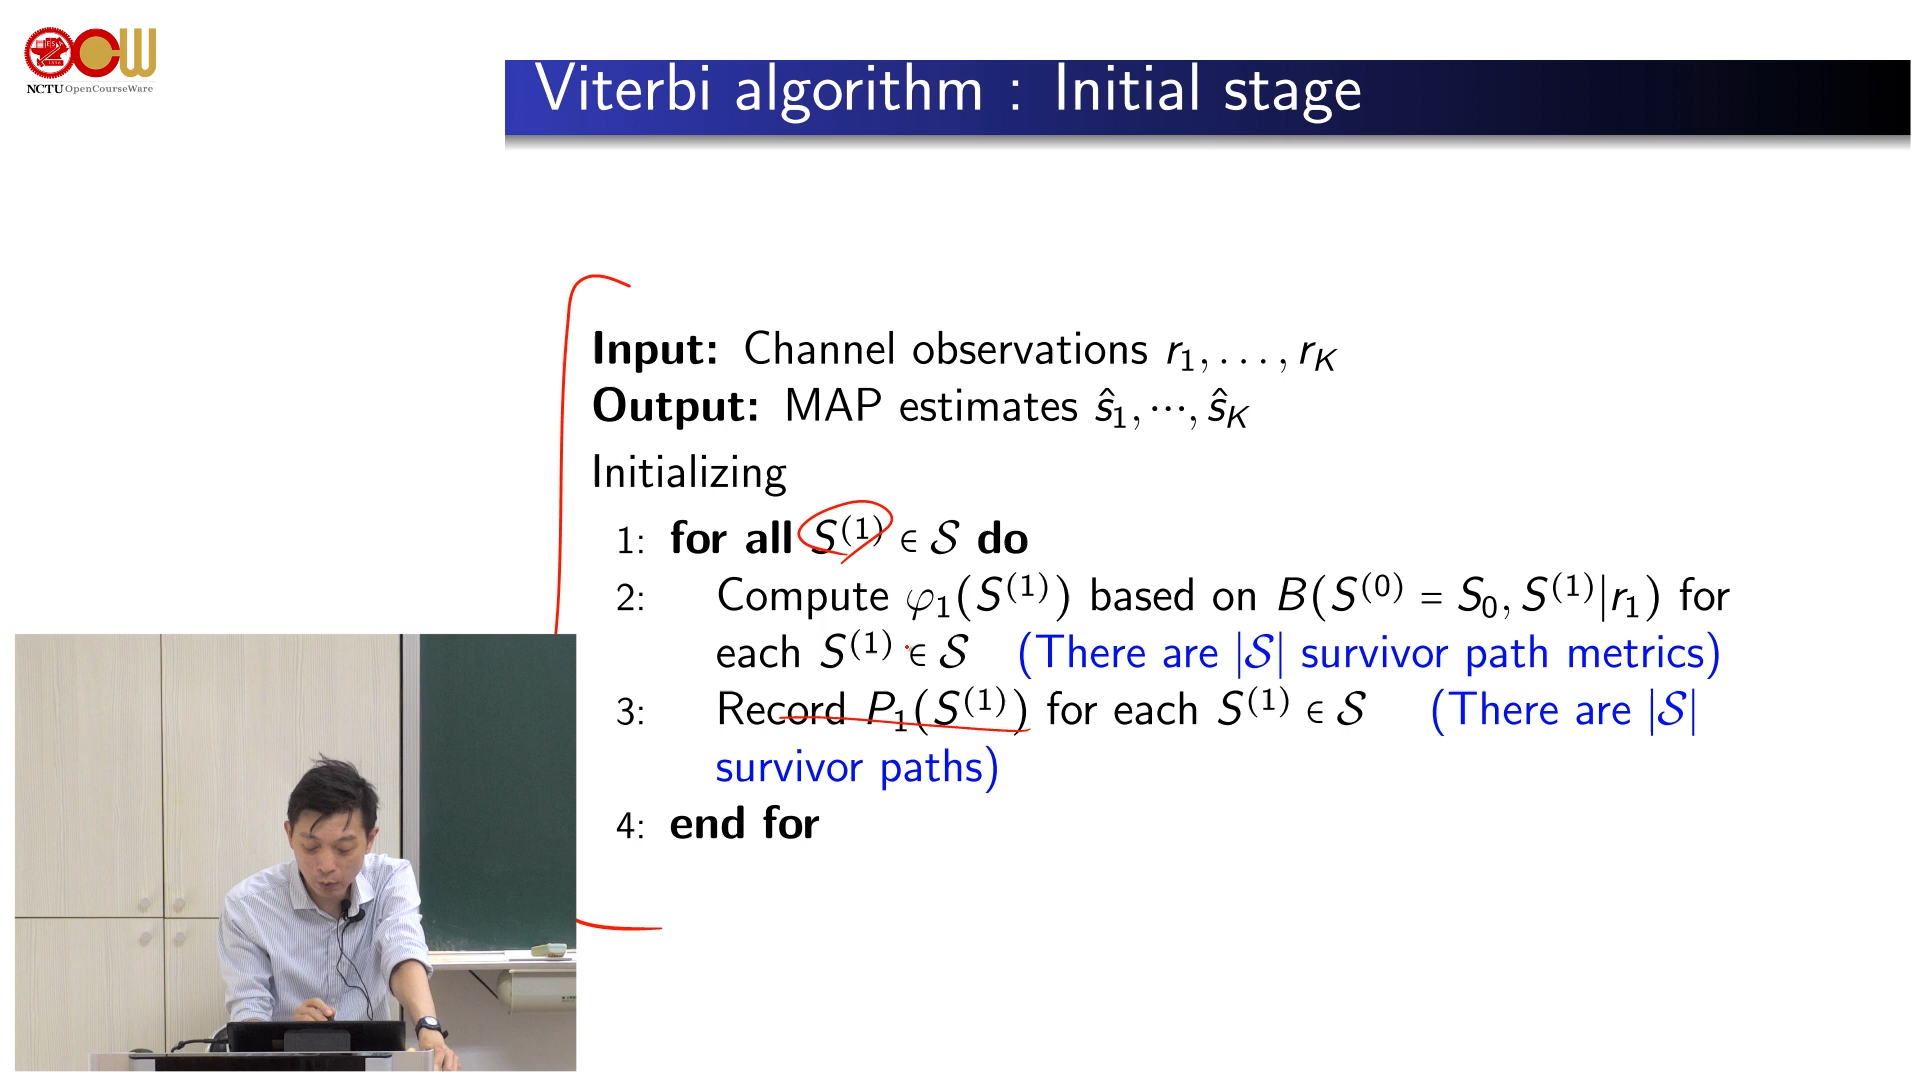 NCTU OpenCourseWare
Viterbi algorithm : Initial stage
Input: Channel observations r₁, . . . , r_K
Output: MAP estimates ŝ₁, ···, ŝ_K
Initializing
1: for all S⁽¹⁾ ∈ 𝒮 do
2: Compute φ₁(S⁽¹⁾) based on B(S⁽⁰⁾ = S₀, S⁽¹⁾|r₁) for
each S⁽¹⁾ ∈ 𝒮 (There are |𝒮| survivor path metrics)
3: Record P₁(S⁽¹⁾) for each S⁽¹⁾ ∈ 𝒮 (There are |𝒮|
survivor paths)
4: end for